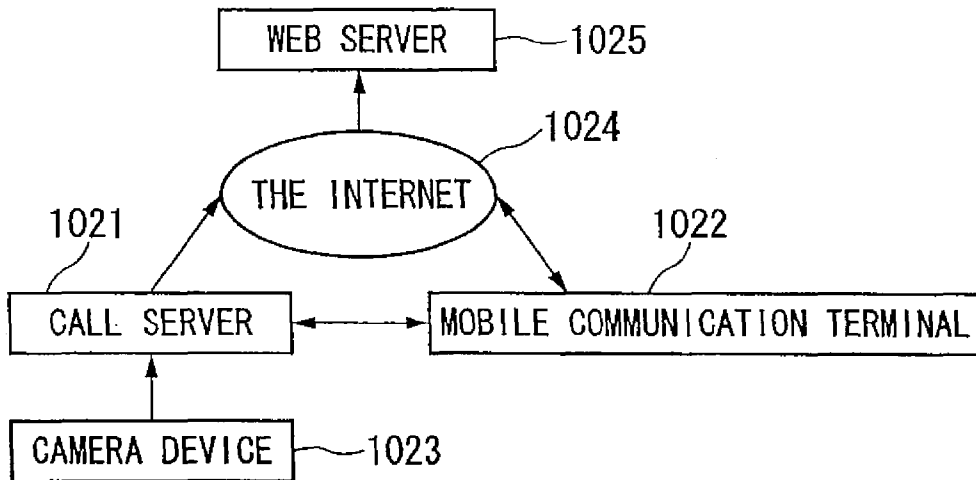 WEB SERVER
1025
1024
THE INTERNET
1021
1022
CALL SERVER
MOBILE COMMUNICATION TERMINAL
CAMERA DEVICE
1023